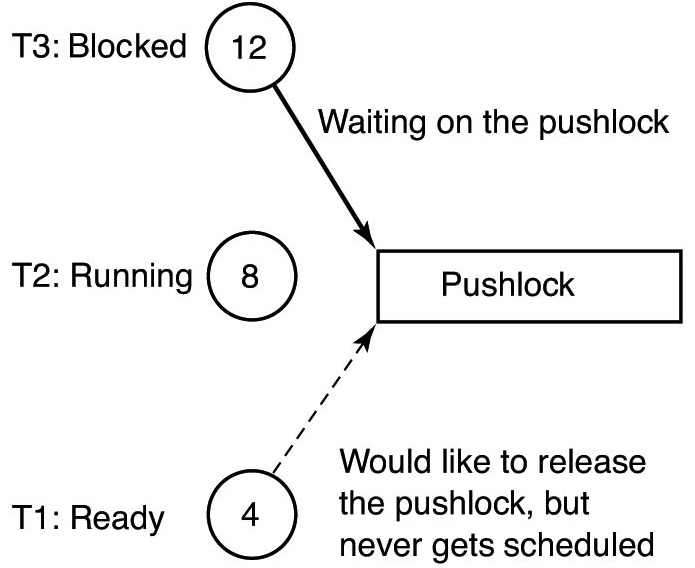 T3: Blocked 12
Waiting on the pushlock
T2: Running 8
Pushlock
Would like to release
the pushlock, but
never gets scheduled
T1: Ready 4